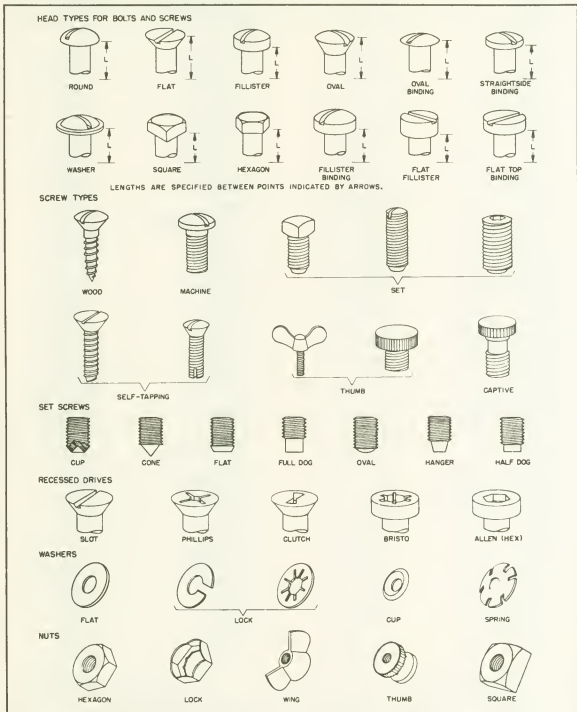 HEAD TYPES FOR BOLTS AND SCREWS
L L L L L L
ROUND FLAT FILLISTER OVAL OVAL BINDING STRAIGHTSIDE BINDING
L L L L L L
WASHER SQUARE HEXAGON FILLISTER BINDING FLAT FILLISTER FLAT TOP BINDING
LENGTHS ARE SPECIFIED BETWEEN POINTS INDICATED BY ARROWS.
SCREW TYPES
WOOD MACHINE SET
SELF-TAPPING THUMB CAPTIVE
SET SCREWS
CUP CONE FLAT FULL DOG OVAL HANGER HALF DOG
RECESSED DRIVES
SLOT PHILLIPS CLUTCH BRISTO ALLEN (HEX)
WASHERS
FLAT LOCK CUP SPRING
NUTS
HEXAGON LOCK WING THUMB SQUARE